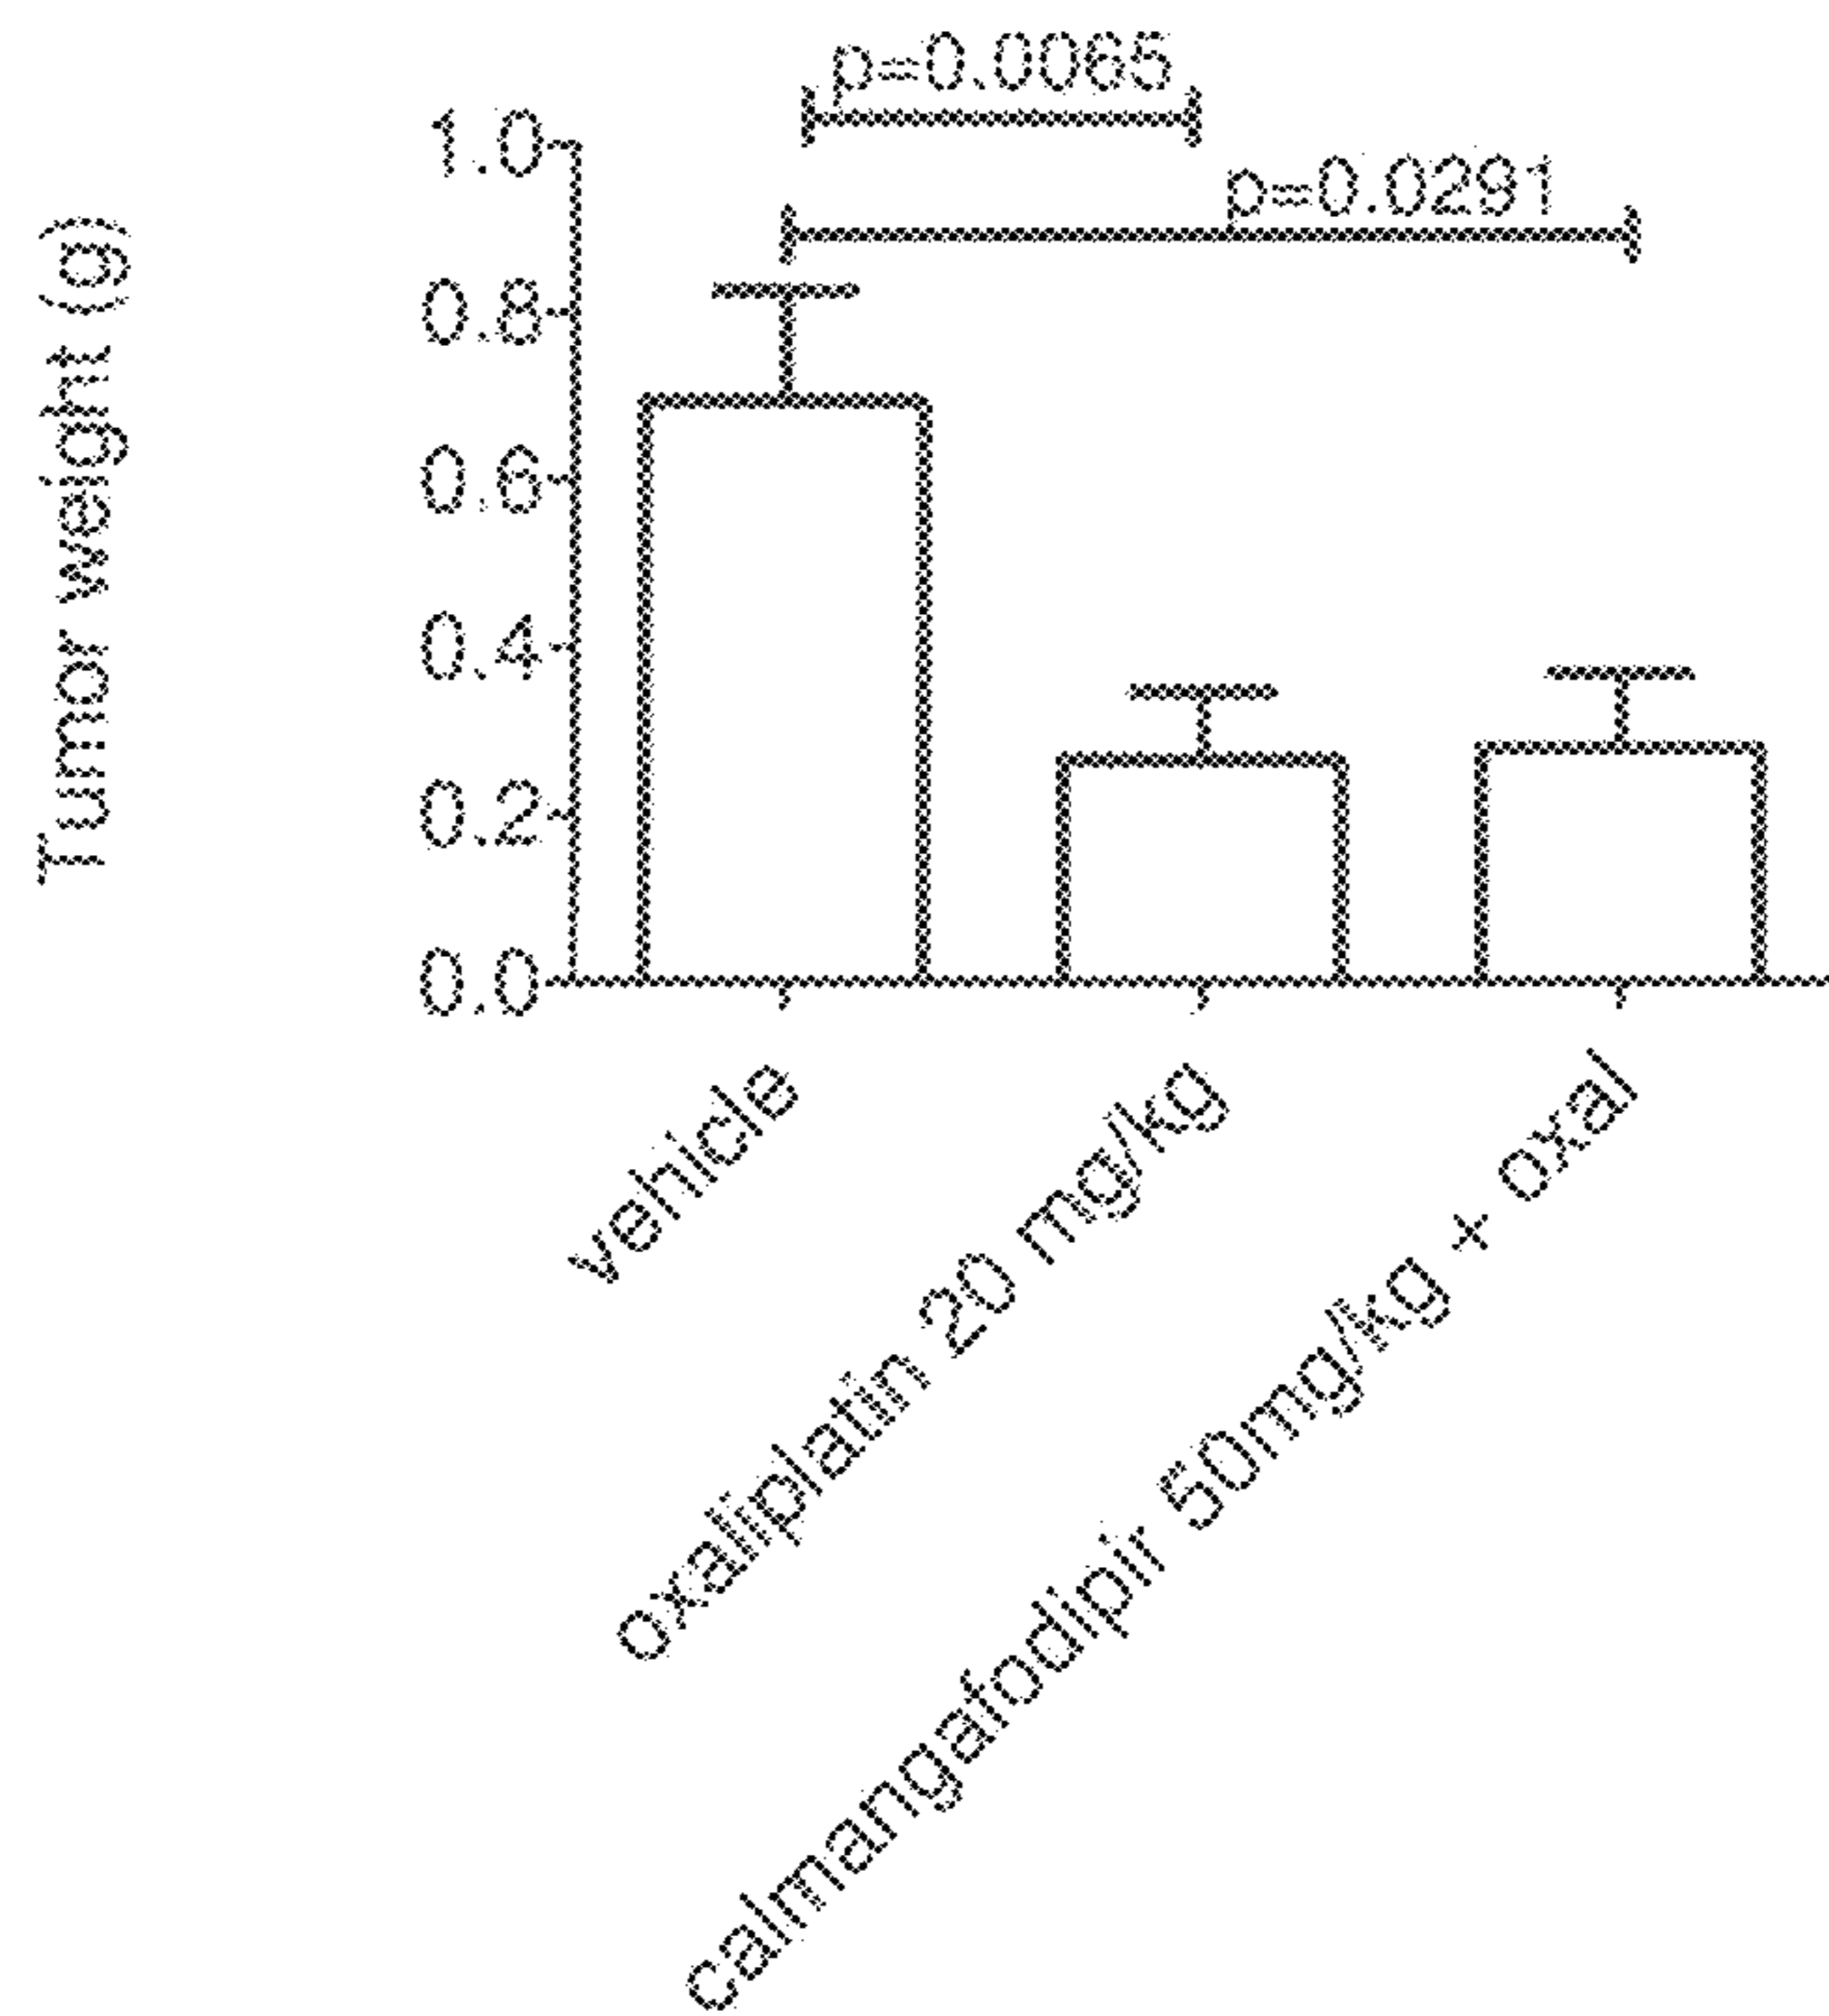 p=0.0065
p=0.0291
Tumor weight (g)
1.0
0.8
0.6
0.4
0.2
0.0
vehicle
oxaliplatin 20 mg/kg
calmangafodipir 50mg/kg + oxal